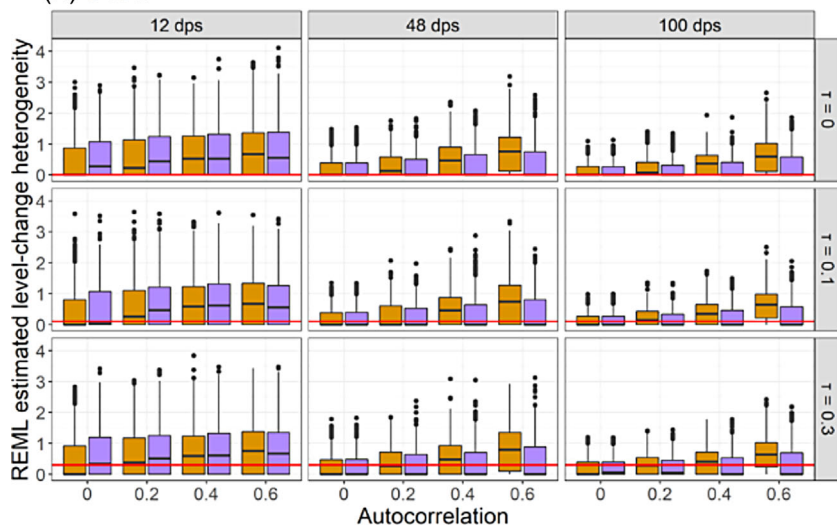 12 dps 48 dps 100 dps
REML estimated level-change heterogeneity
4
3
2
1
0
τ = 0
4
3
2
1
0
τ = 0.1
4
3
2
1
0
τ = 0.3
0 0.2 0.4 0.6 0 0.2 0.4 0.6 0 0.2 0.4 0.6
Autocorrelation